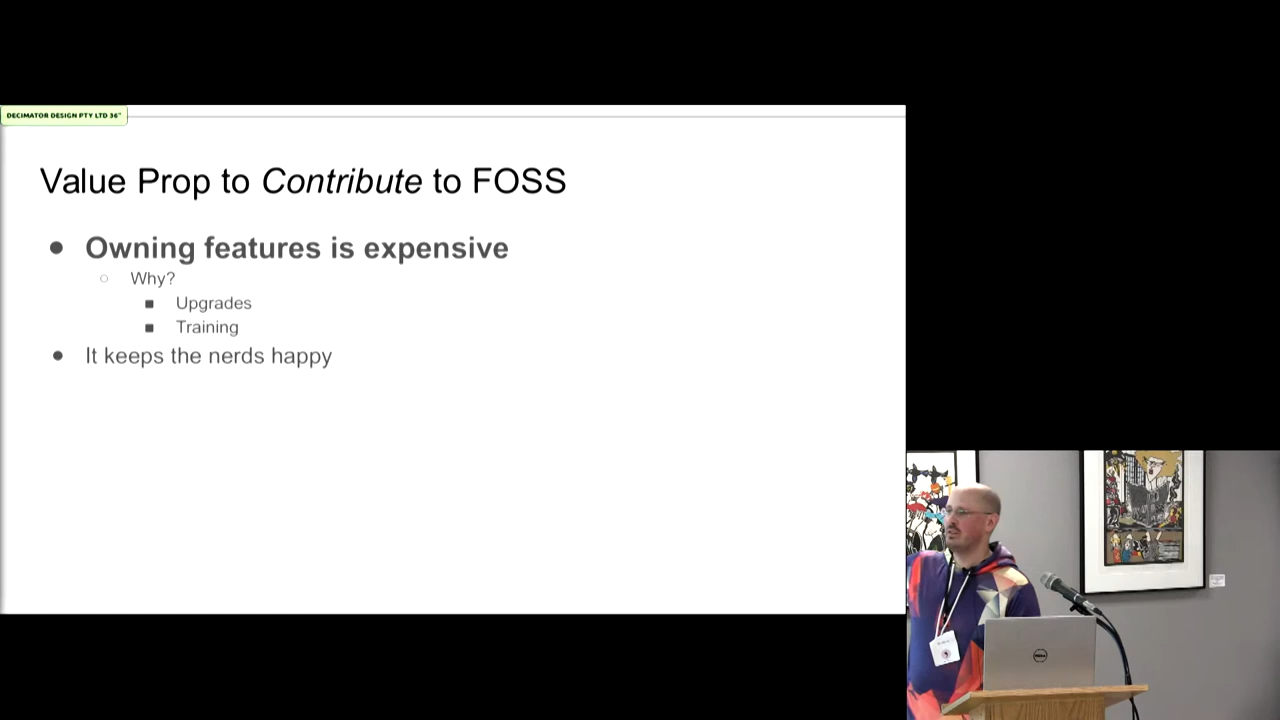 DECIMATOR DESIGN PTY LTD 36"
Value Prop to Contribute to FOSS
Owning features is expensive
Why?
Upgrades
Training
It keeps the nerds happy
DELL